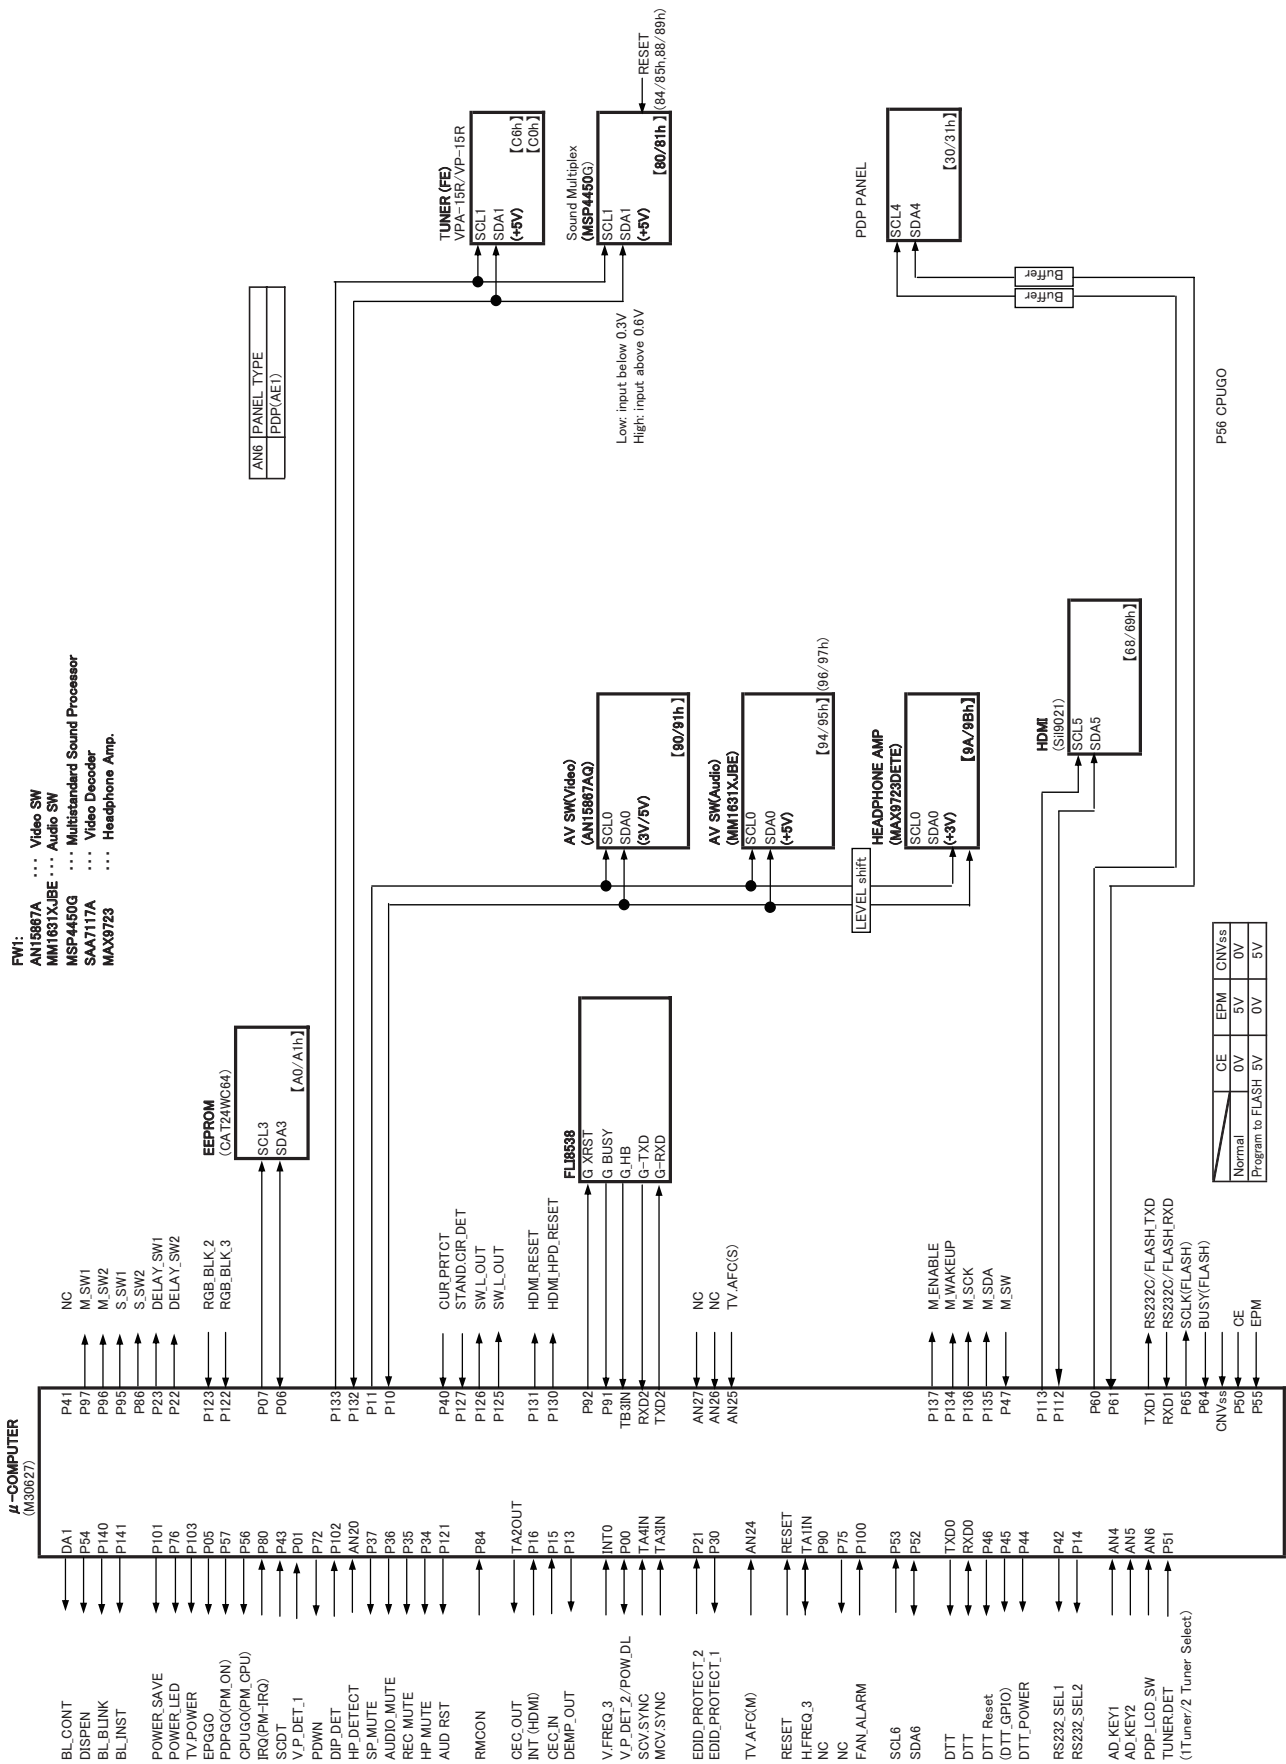 μ-COMPUTER
(M30627)
BL_CONT
DISPEN
BL_BLINK
BL_INST
POWER_SAVE
POWER_LED
TV.POWER
EPGGO
PDPGO(PM_ON)
CPUGO(PM_CPU)
IRQ(PM-IRQ)
SCDT
V_P_DET_1
PDWN
DIP_DET
HP_DETECT
SP_MUTE
AUDIO_MUTE
REC MUTE
HP MUTE
AUD RST
RMCON
CEC_OUT
INT (HDMI)
CEC_IN
DEMP_OUT
V.FREQ_3
V_P_DET_2/POW_DL
SCV.SYNC
MCV.SYNC
EDID_PROTECT_2
EDID_PROTECT_1
TV.AFC(M)
RESET
H.FREQ_3
NC
NC
FAN_ALARM
SCL6
SDA6
DTT
DTT
DTT Reset
(DTT_GPIO)
DTT_POWER
RS232_SEL1
RS232_SEL2
AD_KEY1
AD_KEY2
PDP_LCD_SW
TUNER.DET
(1Tuner/2 Tuner Select)
DA1
P54
P140
P141
P101
P76
P103
P05
P57
P56
P80
P43
P01
P72
P102
AN20
P37
P36
P35
P34
P121
P84
TA2OUT
P16
P15
P13
INT0
P00
TA4IN
TA3IN
P21
P30
AN24
RESET
TA1IN
P90
P75
P100
P53
P52
TXD0
RXD0
P46
P45
P44
P42
P14
AN4
AN5
AN6
P51
P41
P97
P96
P95
P86
P23
P22
P123
P122
P07
P06
P133
P132
P11
P10
P40
P127
P126
P125
P131
P130
P92
P91
TB3IN
RXD2
TXD2
AN27
AN26
AN25
P137
P134
P136
P135
P47
P113
P112
P60
P61
TXD1
RXD1
P65
P64
CNVss
P50
P55
NC
M_SW1
M_SW2
S_SW1
S_SW2
DELAY_SW1
DELAY_SW2
RGB_BLK_2
RGB_BLK_3
CUR_PRTCT
STAND.CIR_DET
SW_L_OUT
SW_L_OUT
HDMI_RESET
HDMI_HPD_RESET
NC
NC
TV.AFC(S)
M_ENABLE
M_WAKEUP
M_SCK
M_SDA
M_SW
RS232C/FLASH_TXD
RS232C/FLASH_RXD
SCLK(FLASH)
BUSY(FLASH)
CE
EPM
FW1:
AN15867A ··· Video SW
MM1631XJBE ··· Audio SW
MSP4450G ··· Multistandard Sound Processor
SAA7117A ··· Video Decoder
MAX9723 ··· Headphone Amp.
EEPROM
(CAT24WC64)
SCL3
SDA3
【A0/A1h】
FLI8538
G XRST
G BUSY
G_HB
G-TXD
G-RXD
CE EPM CNVss
Normal 0V 5V 0V
Program to FLASH 5V 0V 5V
AV SW(Video)
(AN15867AQ)
SCL0
SDA0
(3V/5V)
【90/91h】
AV SW(Audio)
(MM1631XJBE)
SCL0
SDA0
(+5V)
【94/95h】(96/97h)
LEVEL shift
HEADPHONE AMP
(MAX9723DETE)
SCL0
SDA0
(+3V)
【9A/9Bh】
HDMI
(SiI9021)
SCL5
SDA5
【68/69h】
AN6 PANEL TYPE
PDP(AE1)
TUNER (FE)
VPA-15R/VP-15R
SCL1
SDA1
(+5V)
【C6h】
【C0h】
Sound Multiplex
(MSP4450G)
SCL1
SDA1
(+5V)
【80/81h】(84/85h,88/89h)
RESET
Low: input below 0.3V
High: input above 0.6V
PDP PANEL
SCL4
SDA4
【30/31h】
Buffer
Buffer
P56 CPUGO